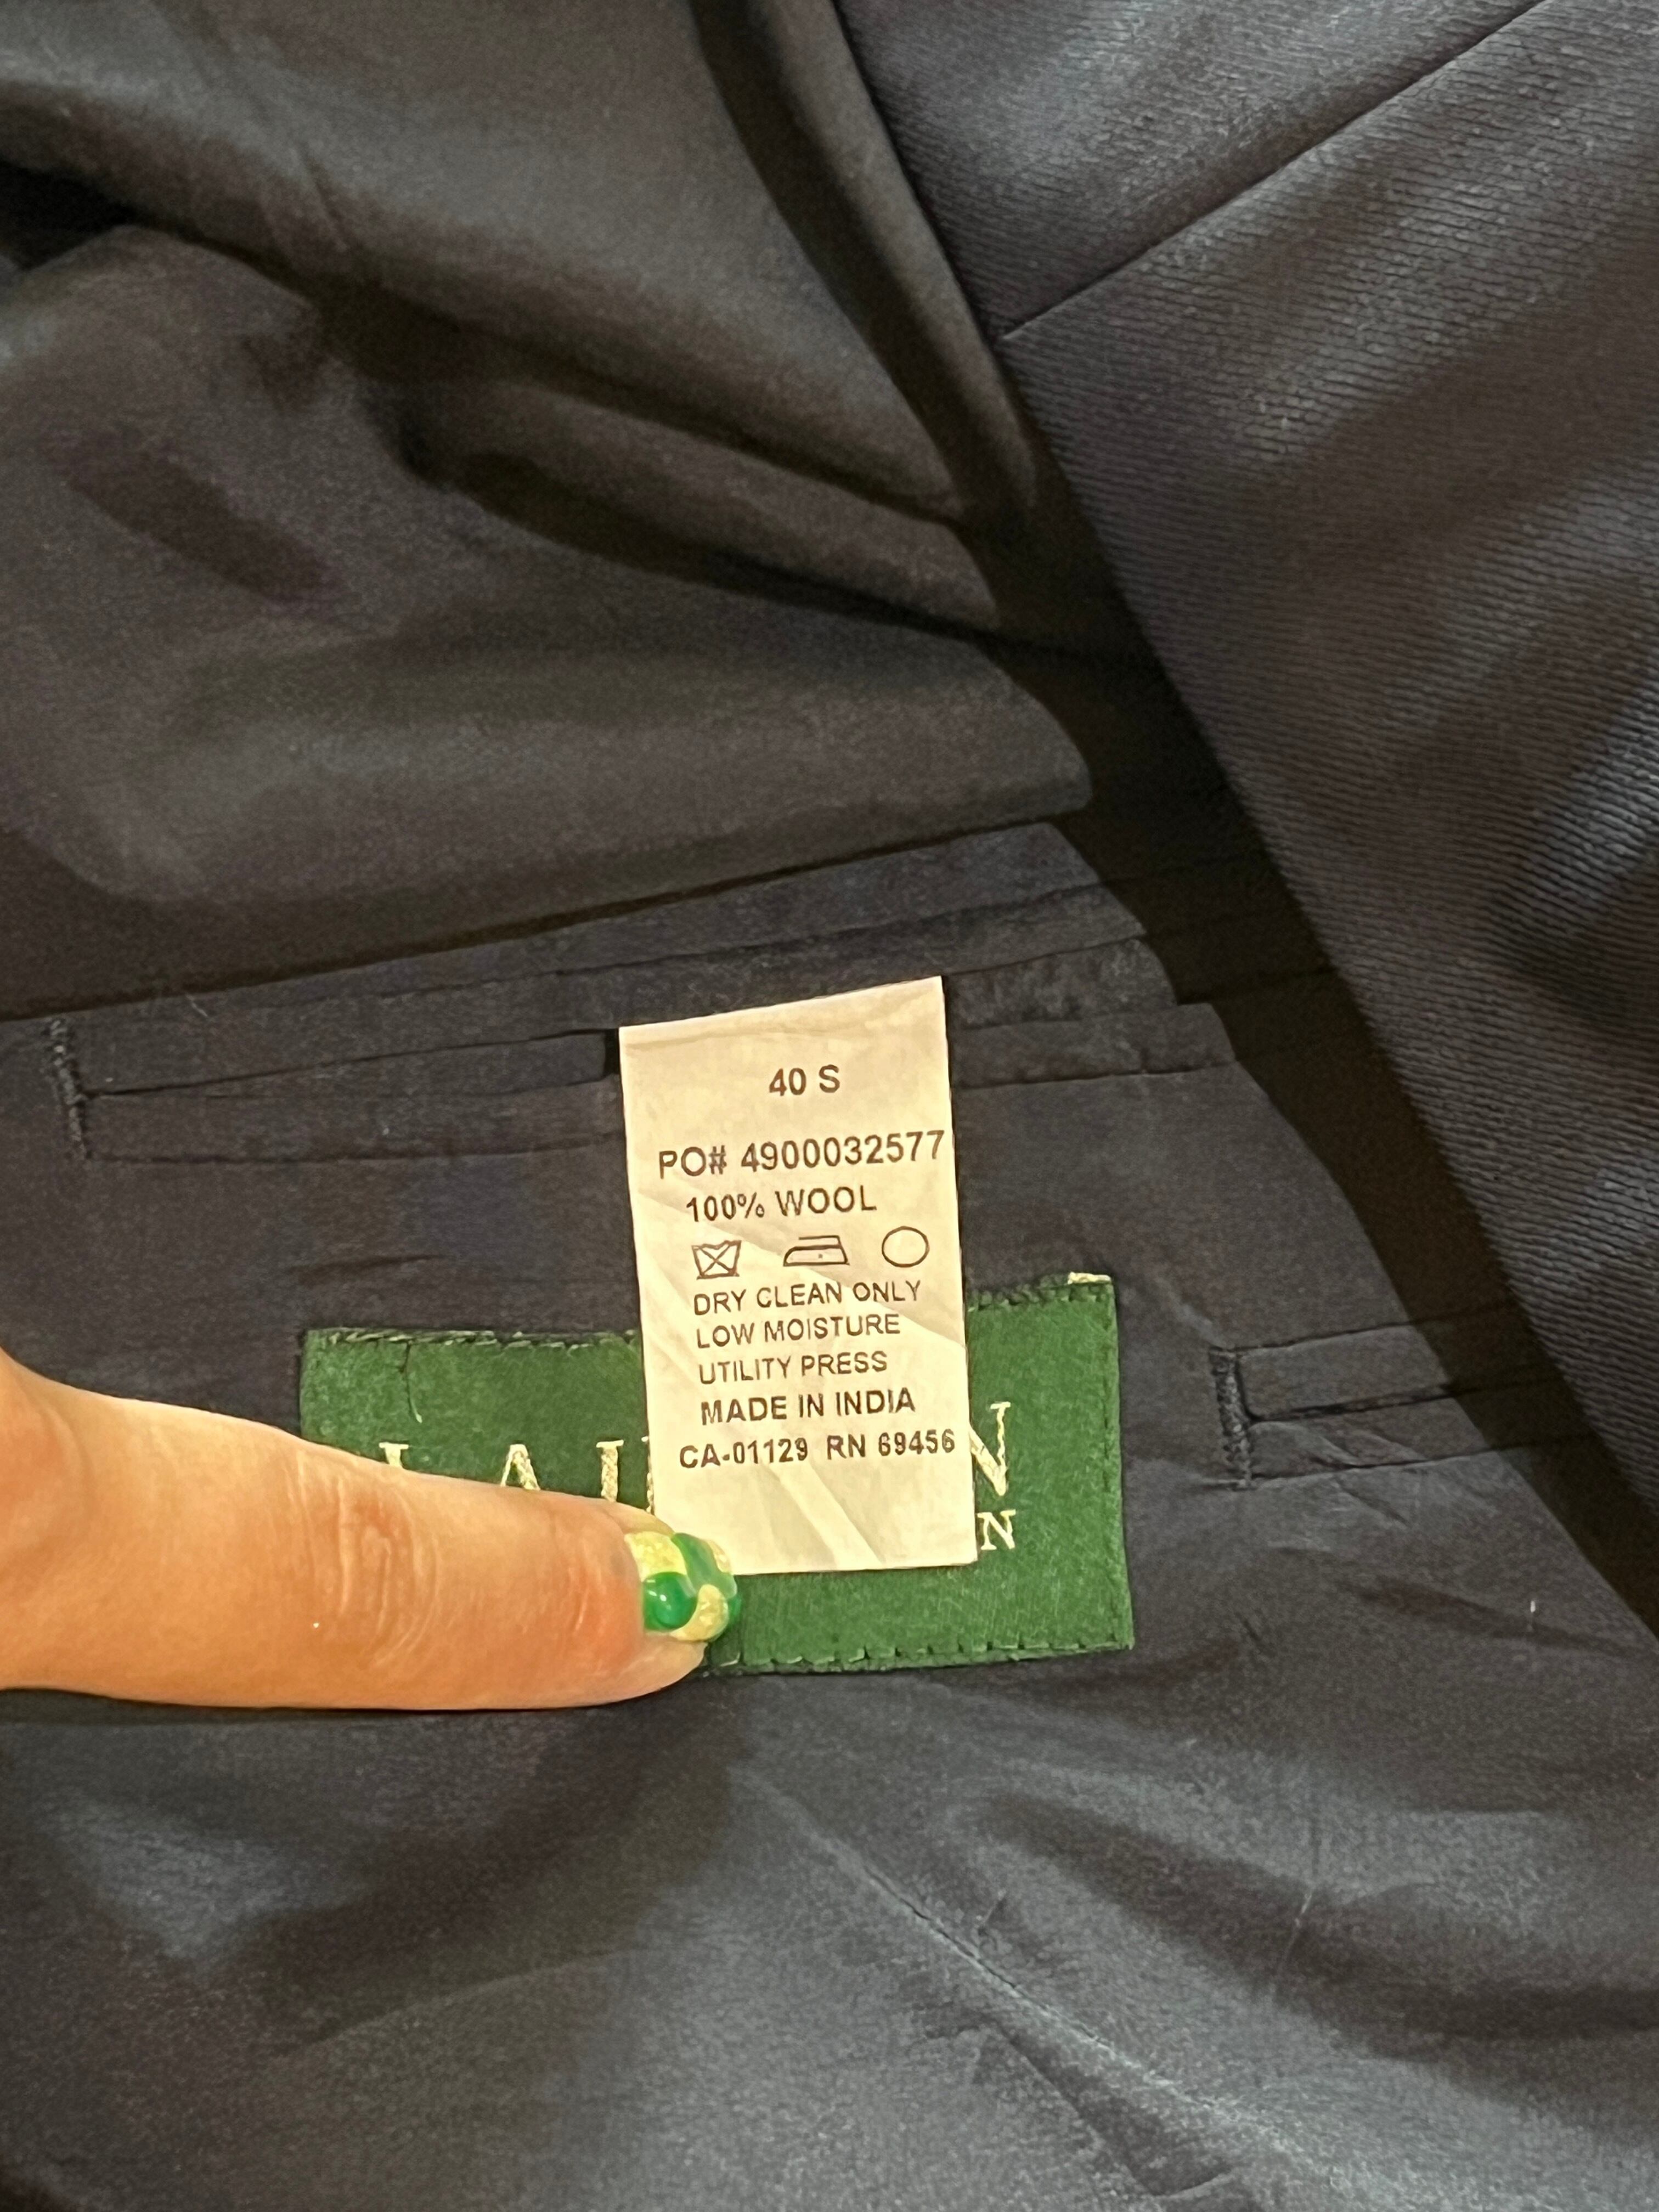 40 S
PO# 4900032577
100% WOOL
DRY CLEAN ONLY
LOW MOISTURE
UTILITY PRESS
MADE IN INDIA
CA-01129 RN 69456